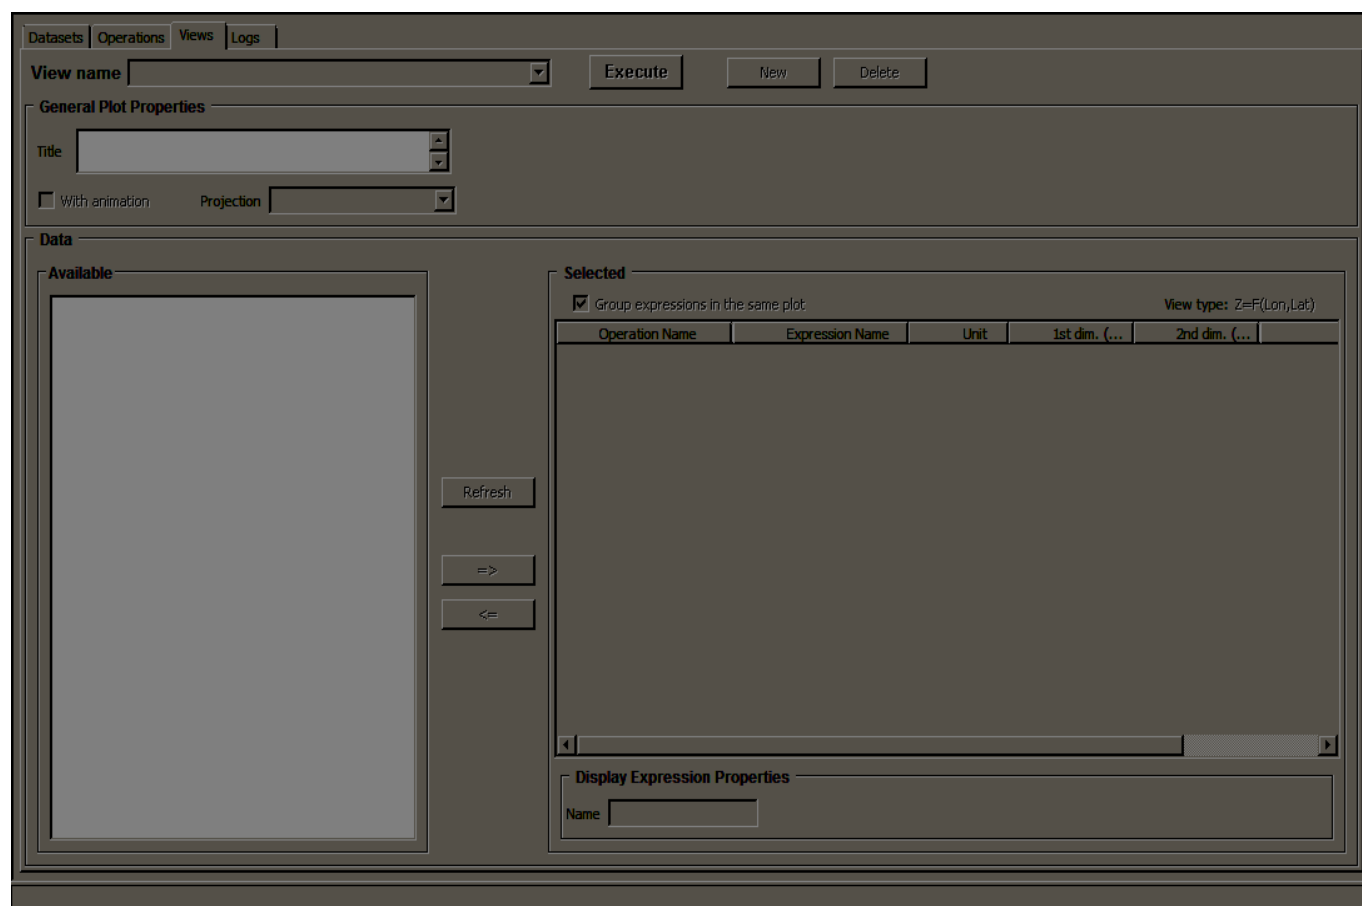 Datasets Operations Views Logs
View name Execute New Delete
General Plot Properties
Title
With animation Projection
Data
Available Selected
Group expressions in the same plot View type: Z=F(Lon,Lat)
Operation Name Expression Name Unit 1st dim. (... 2nd dim. (...
Refresh
=>
<=
Display Expression Properties
Name